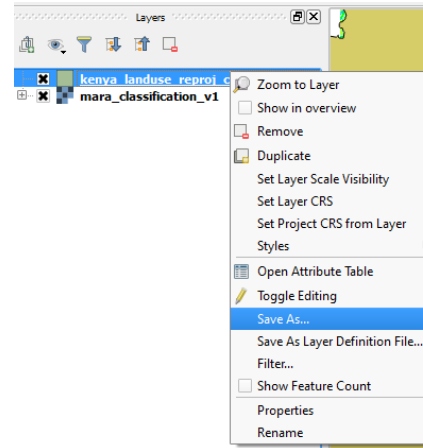 Layers
kenya_landuse_reproj_c
mara_classification_v1
Zoom to Layer
Show in overview
Remove
Duplicate
Set Layer Scale Visibility
Set Layer CRS
Set Project CRS from Layer
Styles
Open Attribute Table
Toggle Editing
Save As...
Save As Layer Definition File...
Filter...
Show Feature Count
Properties
Rename